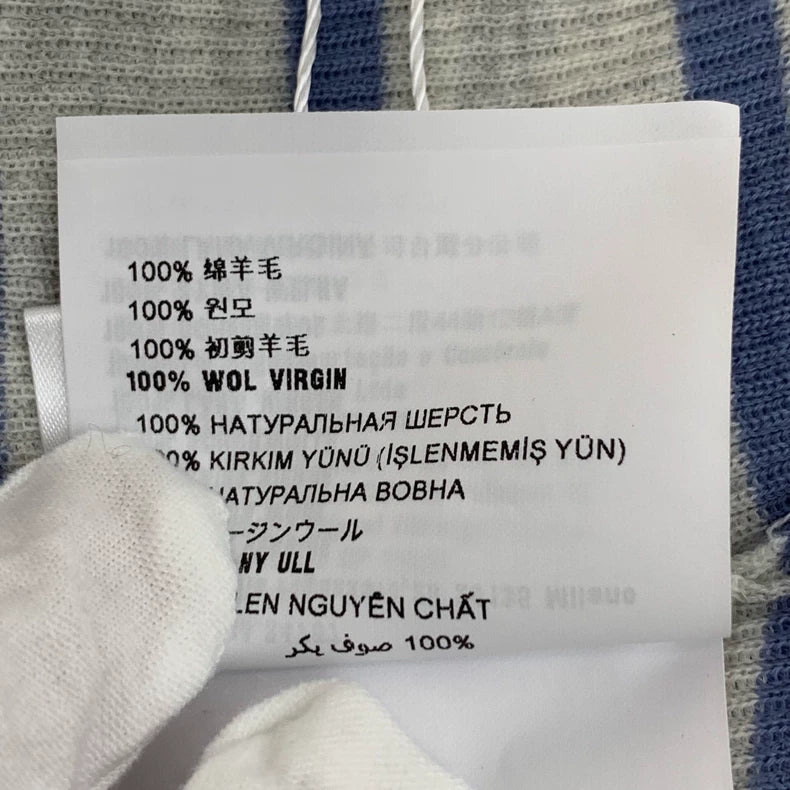 100% 绵羊毛
100% 원모
100% 初剪羊毛
100% WOL VIRGIN
100% НАТУРАЛЬНАЯ ШЕРСТЬ
0% KIRKIM YÜNÜ (İŞLENMEMİŞ YÜN)
НАТУРАЛЬНА ВОВНА
ージンウール
NY ULL
LEN NGUYÊN CHẤT
100% صوف بكر